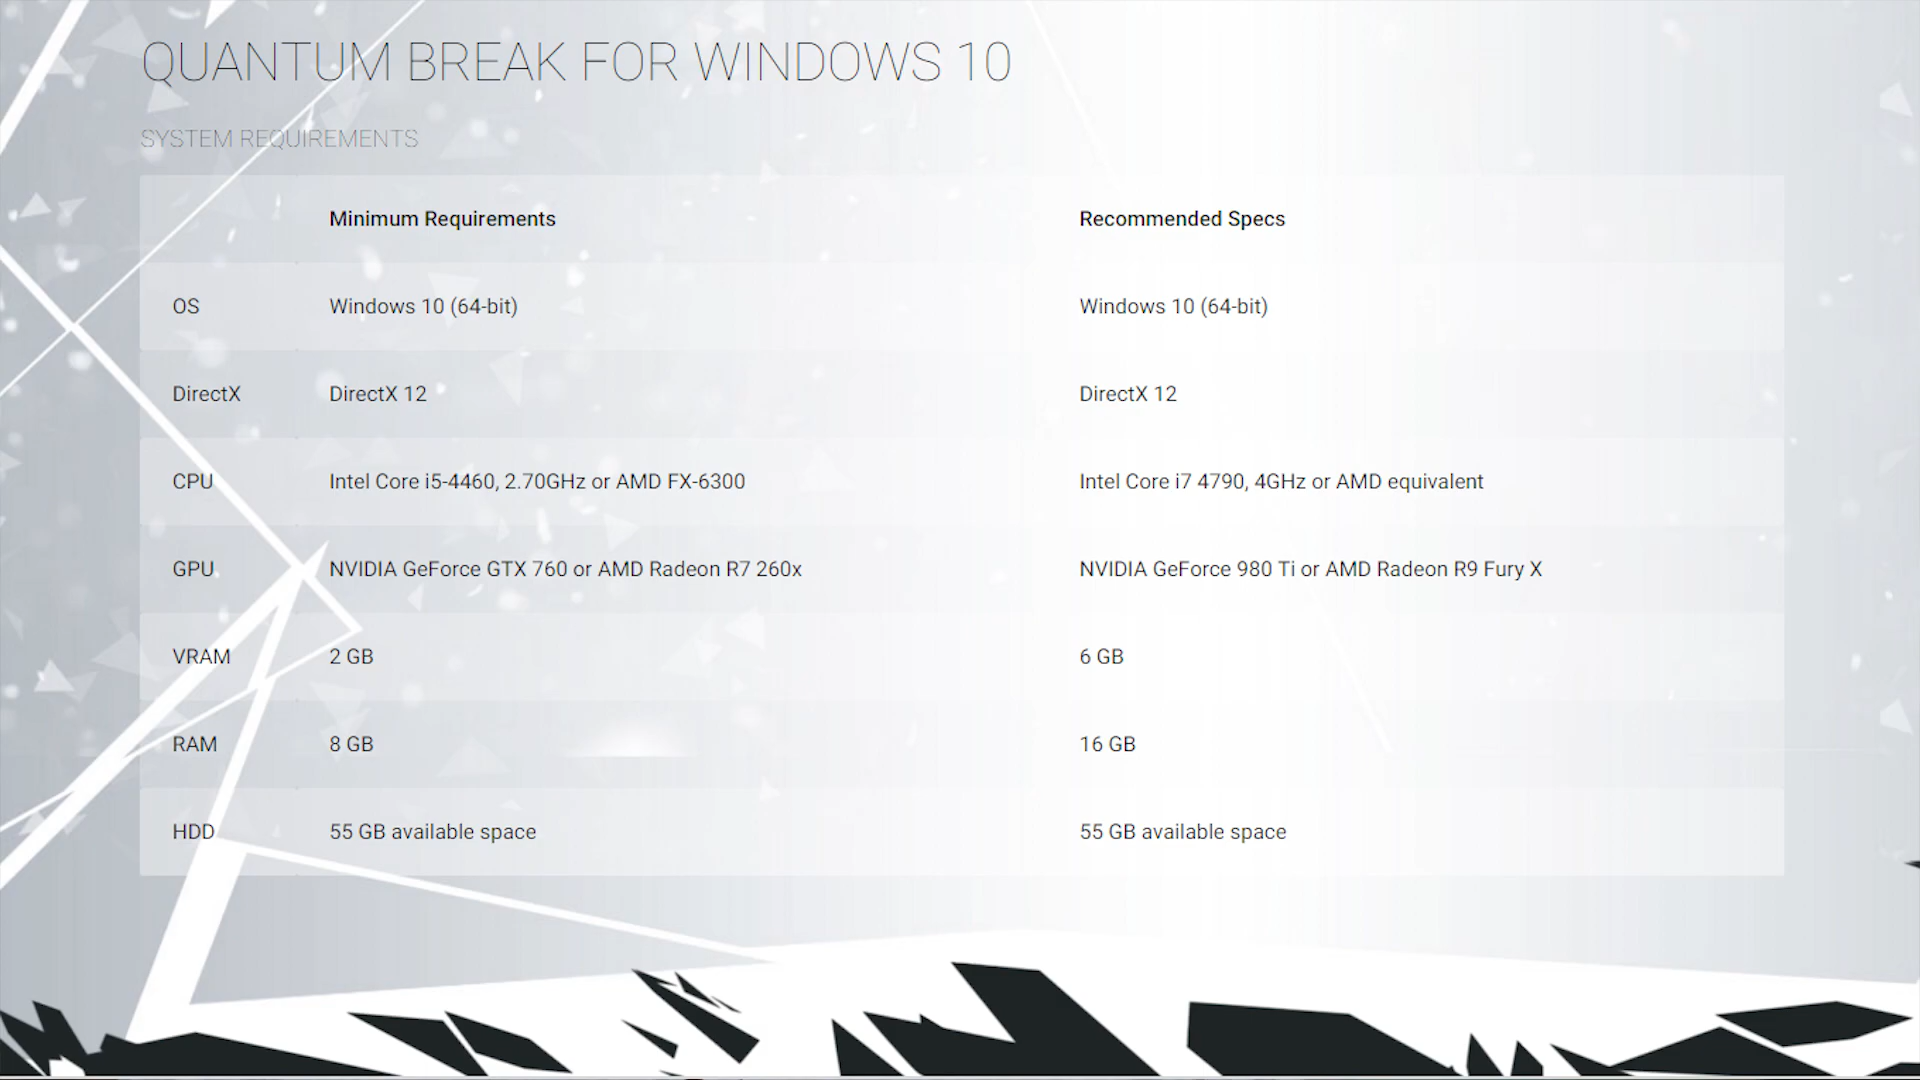 QUANTUM BREAK FOR WINDOWS 10
SYSTEM REQUIREMENTS
Minimum Requirements Recommended Specs
OS Windows 10 (64-bit) Windows 10 (64-bit)
DirectX DirectX 12 DirectX 12
CPU Intel Core i5-4460, 2.70GHz or AMD FX-6300 Intel Core i7 4790, 4GHz or AMD equivalent
GPU NVIDIA GeForce GTX 760 or AMD Radeon R7 260x NVIDIA GeForce 980 Ti or AMD Radeon R9 Fury X
VRAM 2 GB 6 GB
RAM 8 GB 16 GB
HDD 55 GB available space 55 GB available space